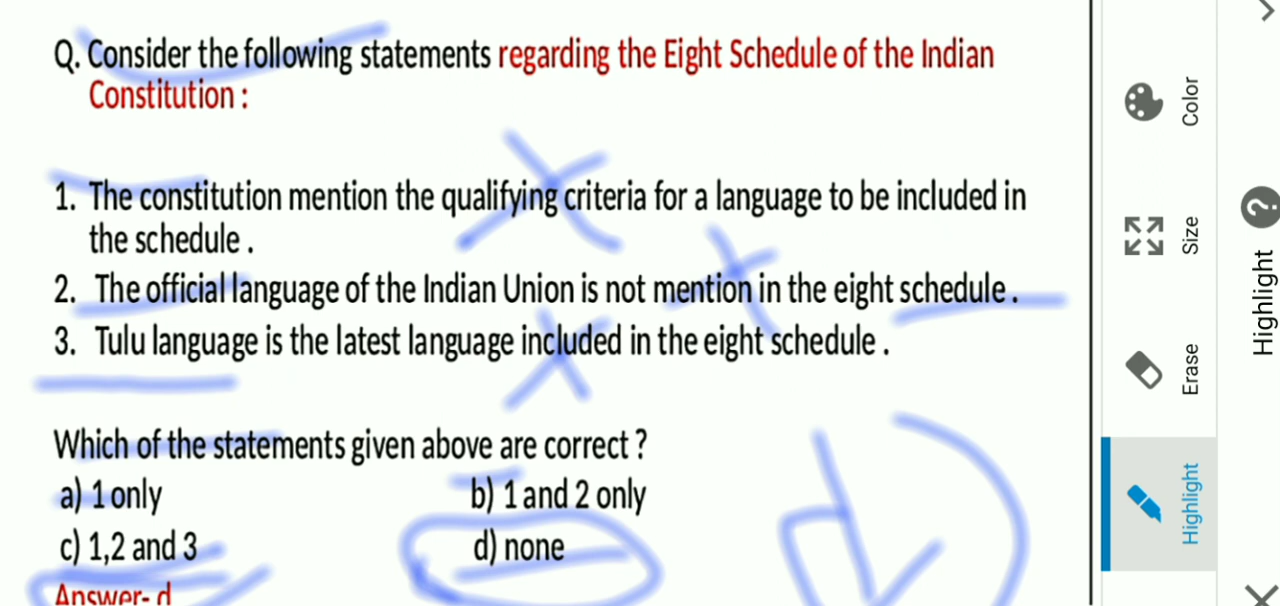 Q. Consider the following statements regarding the Eight Schedule of the Indian
Constitution :
1. The constitution mention the qualifying criteria for a language to be included in
the schedule .
2. The official language of the Indian Union is not mention in the eight schedule .
3. Tulu language is the latest language included in the eight schedule .
Which of the statements given above are correct ?
a) 1 only
b) 1 and 2 only
c) 1,2 and 3
d) none
Answer- d
Color
Size
Erase
Highlight
Highlight